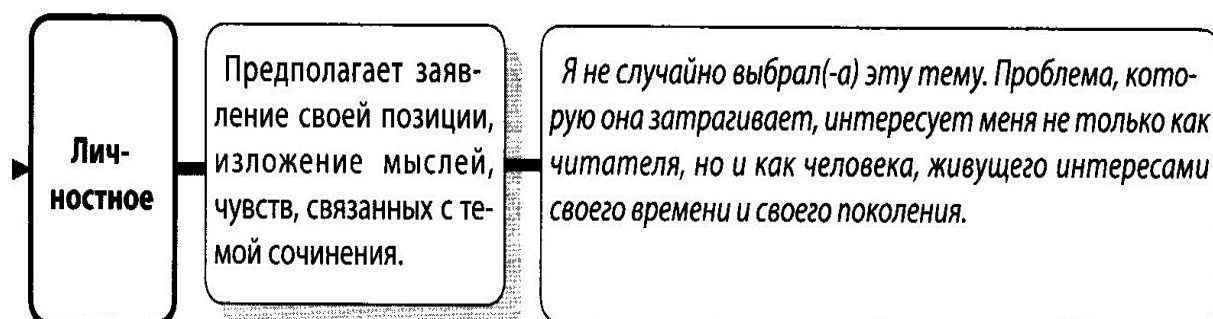 Лич-
ностное
Предполагает заяв-
ление своей позиции,
изложение мыслей,
чувств, связанных с те-
мой сочинения.
Я не случайно выбрал(-а) эту тему. Проблема, кото-
рую она затрагивает, интересует меня не только как
читателя, но и как человека, живущего интересами
своего времени и своего поколения.